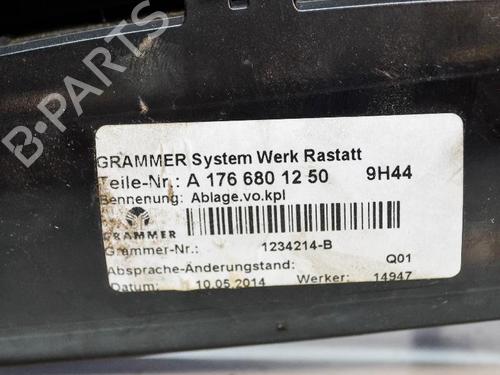 B-PARTS
GRAMMER System Werk Rastatt
Teile-Nr.: A 176 680 12 50 9H44
Bennenung: Ablage.vo.kpl
GRAMMER
Grammer-Nr.: 1234214-B
Absprache-Änderungstand: Q01
Datum: 10.05.2014 Werker: 14947